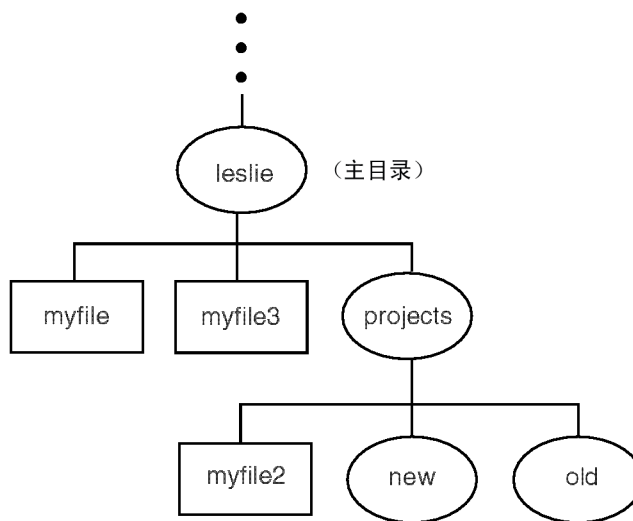 leslie （主目录）
myfile myfile3 projects
myfile2 new old